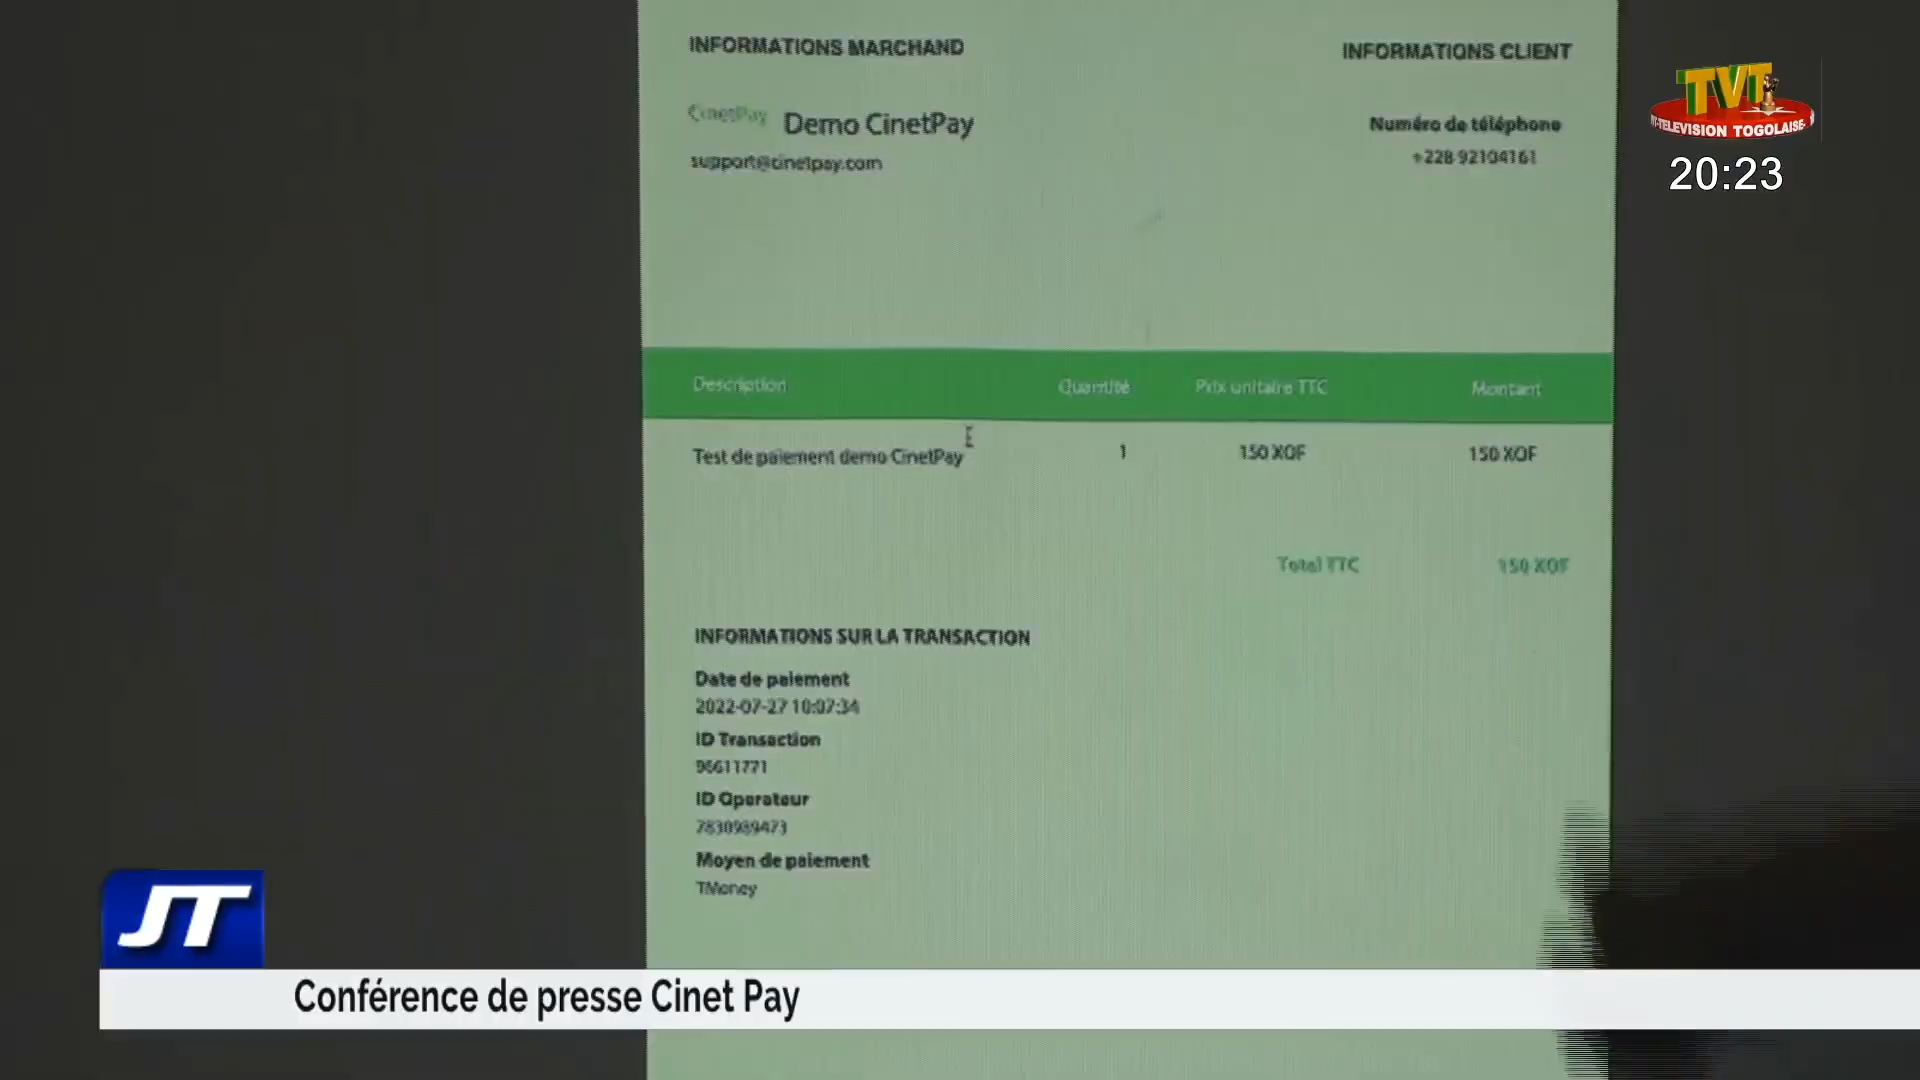 INFORMATIONS MARCHAND
INFORMATIONS CLIENT
CinetPay Demo CinetPay
support@cinetpay.com
Numéro de téléphone
+228 92104161
TVT
TELEVISION TOGOLAISE
20:23
Description Quantité Prix unitaire TTC Montant
Test de paiement demo CinetPay 1 150 XOF 150 XOF
Total TTC 150 XOF
INFORMATIONS SUR LA TRANSACTION
Date de paiement
2022-07-27 10:07:34
ID Transaction
96611771
ID Operateur
7830989473
Moyen de paiement
TMoney
JT
Conférence de presse Cinet Pay